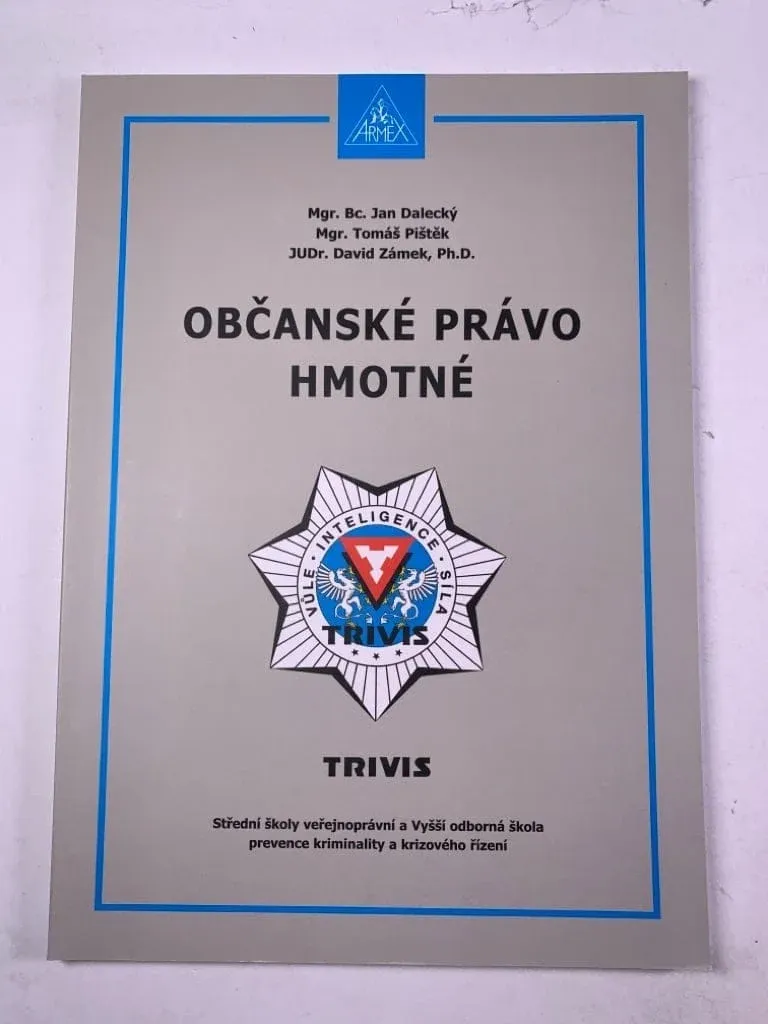 ARMEX
Mgr. Bc. Jan Dalecký
Mgr. Tomáš Pištěk
JUDr. David Zámek, Ph.D.
OBČANSKÉ PRÁVO
HMOTNÉ
VŮLE · INTELIGENCE · SÍLA
TRIVIS
TRIVIS
Střední školy veřejnoprávní a Vyšší odborná škola
prevence kriminality a krizového řízení